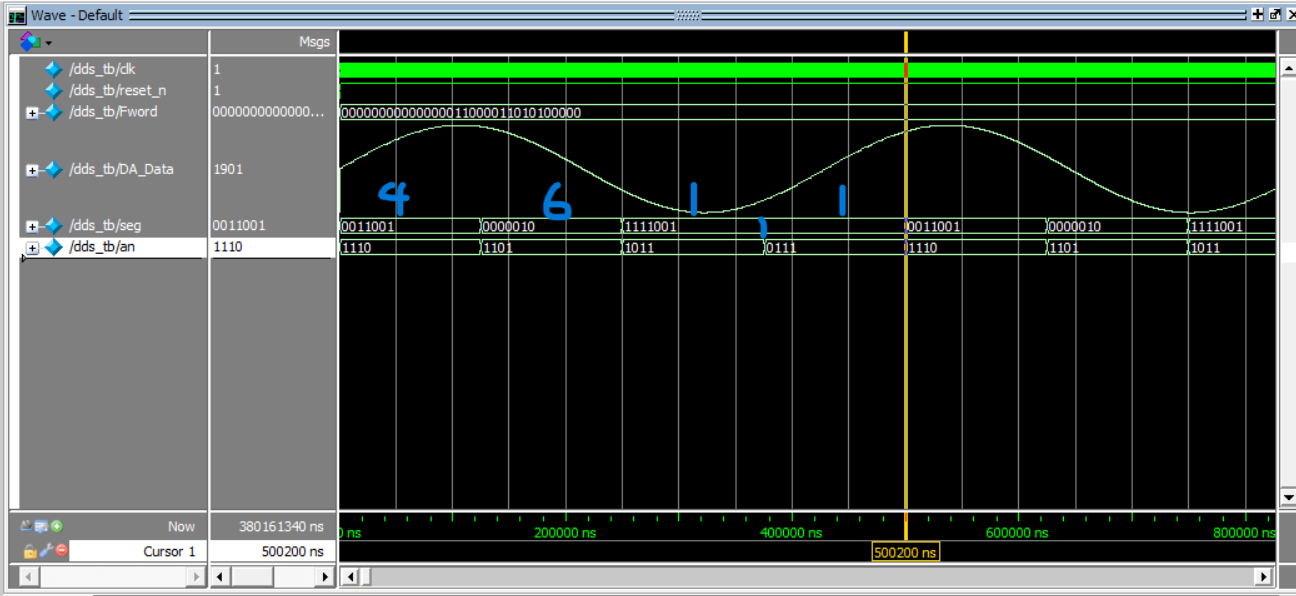 Wave - Default
Msgs
/dds_tb/clk 1
/dds_tb/reset_n 1
/dds_tb/Fword 0000000000000... 00000000000000011000011010100000
/dds_tb/DA_Data 1901
4 6 1 1
/dds_tb/seg 0011001 0011001 0000010 1111001 0011001 0000010 1111001
/dds_tb/an 1110 1110 1101 1011 0111 1110 1101 1011
Now 380161340 ns 0 ns 200000 ns 400000 ns 600000 ns 800000 ns
Cursor 1 500200 ns 500200 ns